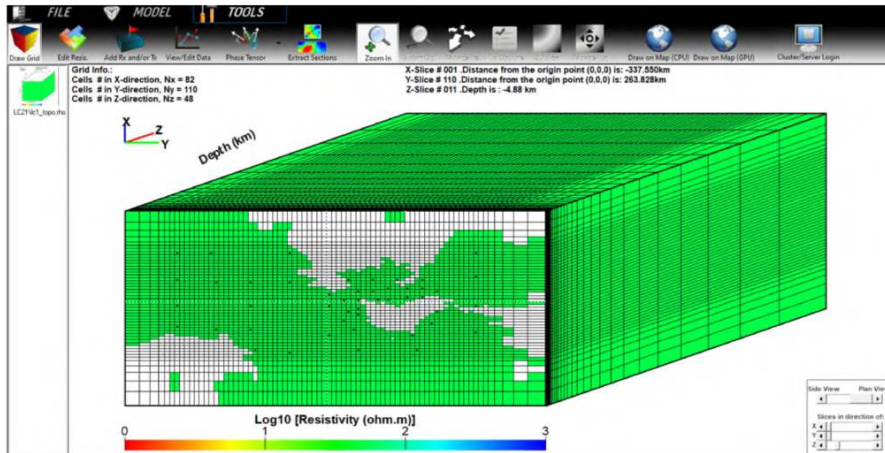 FILE MODEL TOOLS
Draw Grid Edit Resis. Add Rx and/or Tx View/Edit Data Phase Tensor Extract Sections Zoom In Draw on Map (CPU) Draw on Map (GPU) Cluster/Server Login
LC21\lc1_topo.rho
Grid Info.:
Cells # in X-direction, Nx = 82
Cells # in Y-direction, Ny = 110
Cells # in Z-direction, Nz = 48
X-Slice # 001 .Distance from the origin point (0,0,0) is: -337.550km
Y-Slice # 110 .Distance from the origin point (0,0,0) is: 263.828km
Z-Slice # 011 .Depth is : -4.88 km
X
Z
Y
Depth (km)
Log10 [Resistivity (ohm.m)]
0 1 2 3
Side View Plan View
Slices in direction of:
X
Y
Z